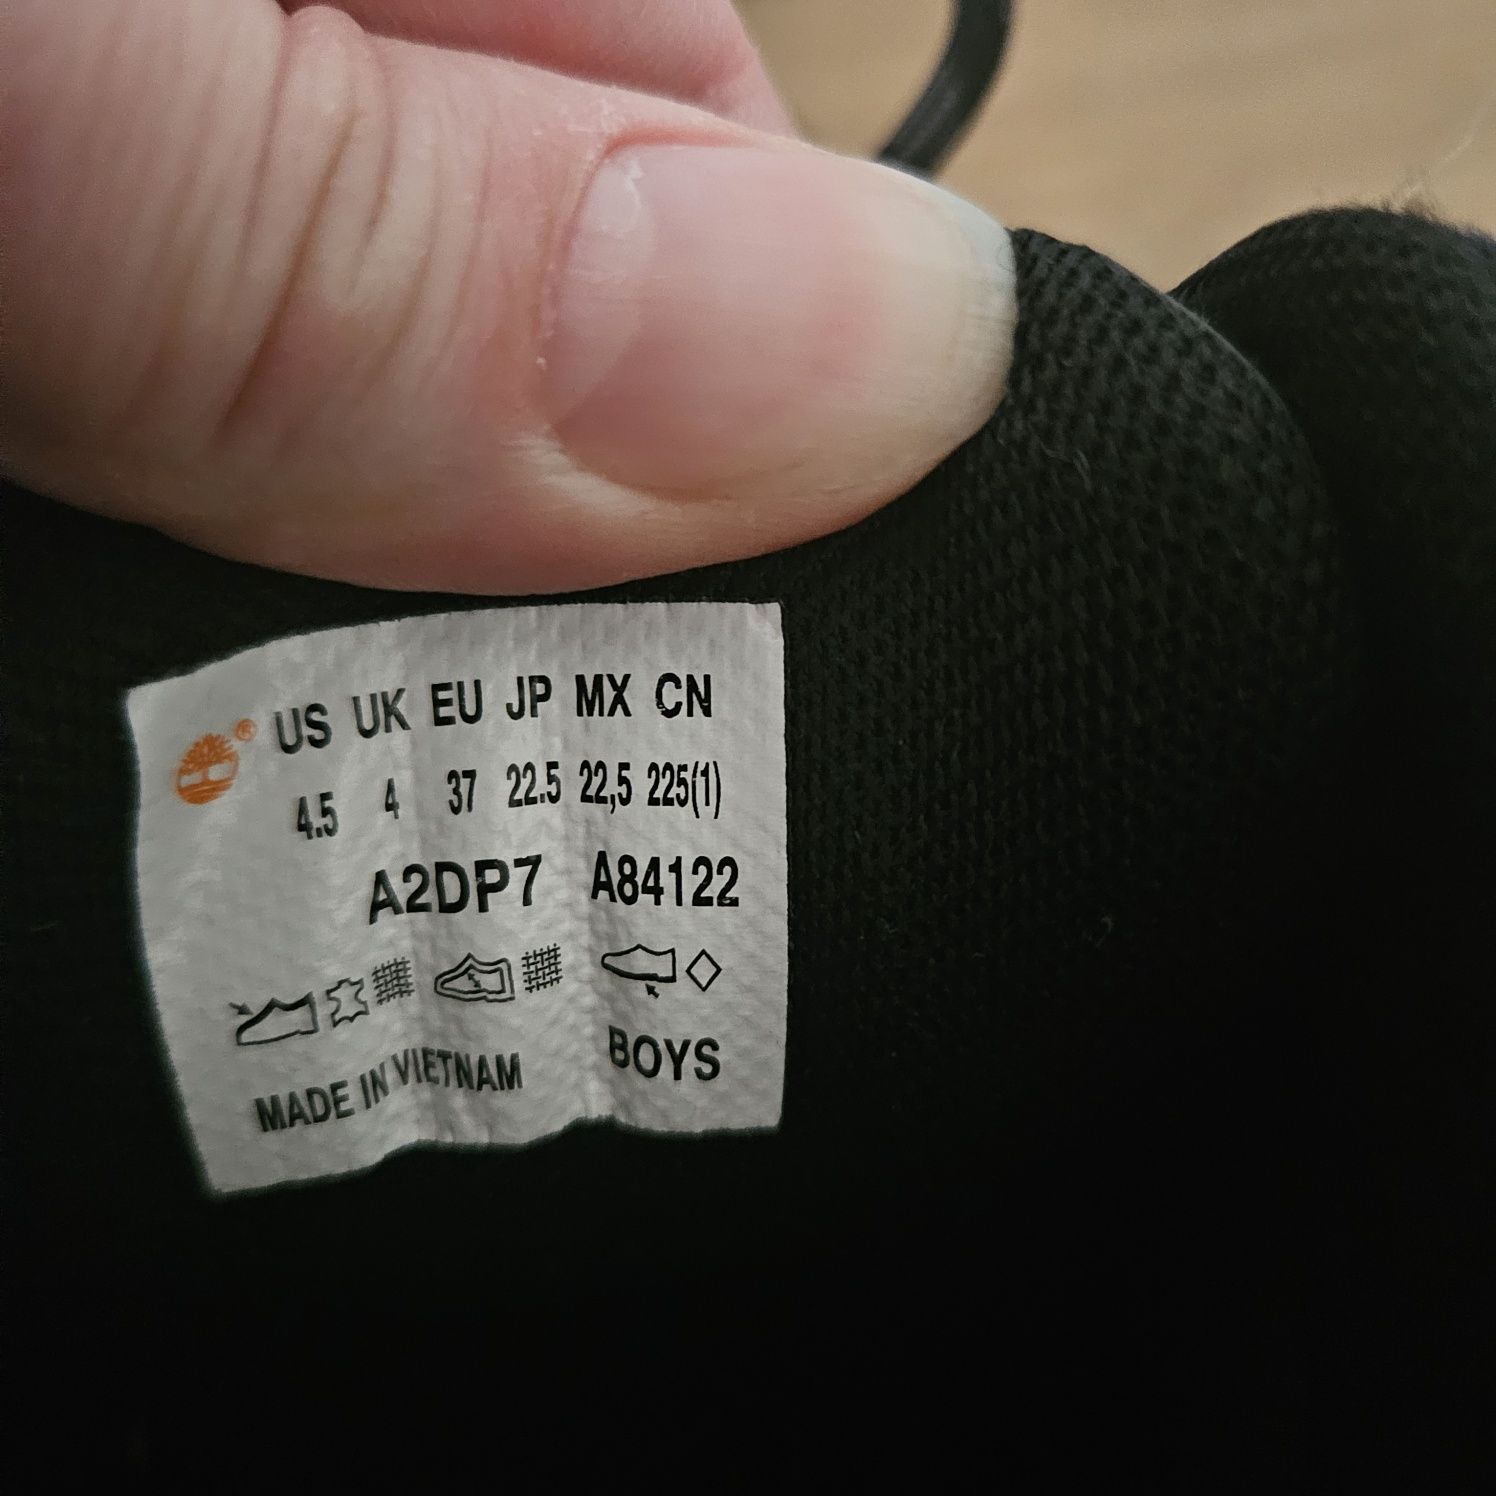 ® US UK EU JP MX CN
4.5 4 37 22.5 22,5 225(1)
A2DP7 A84122
MADE IN VIETNAM BOYS